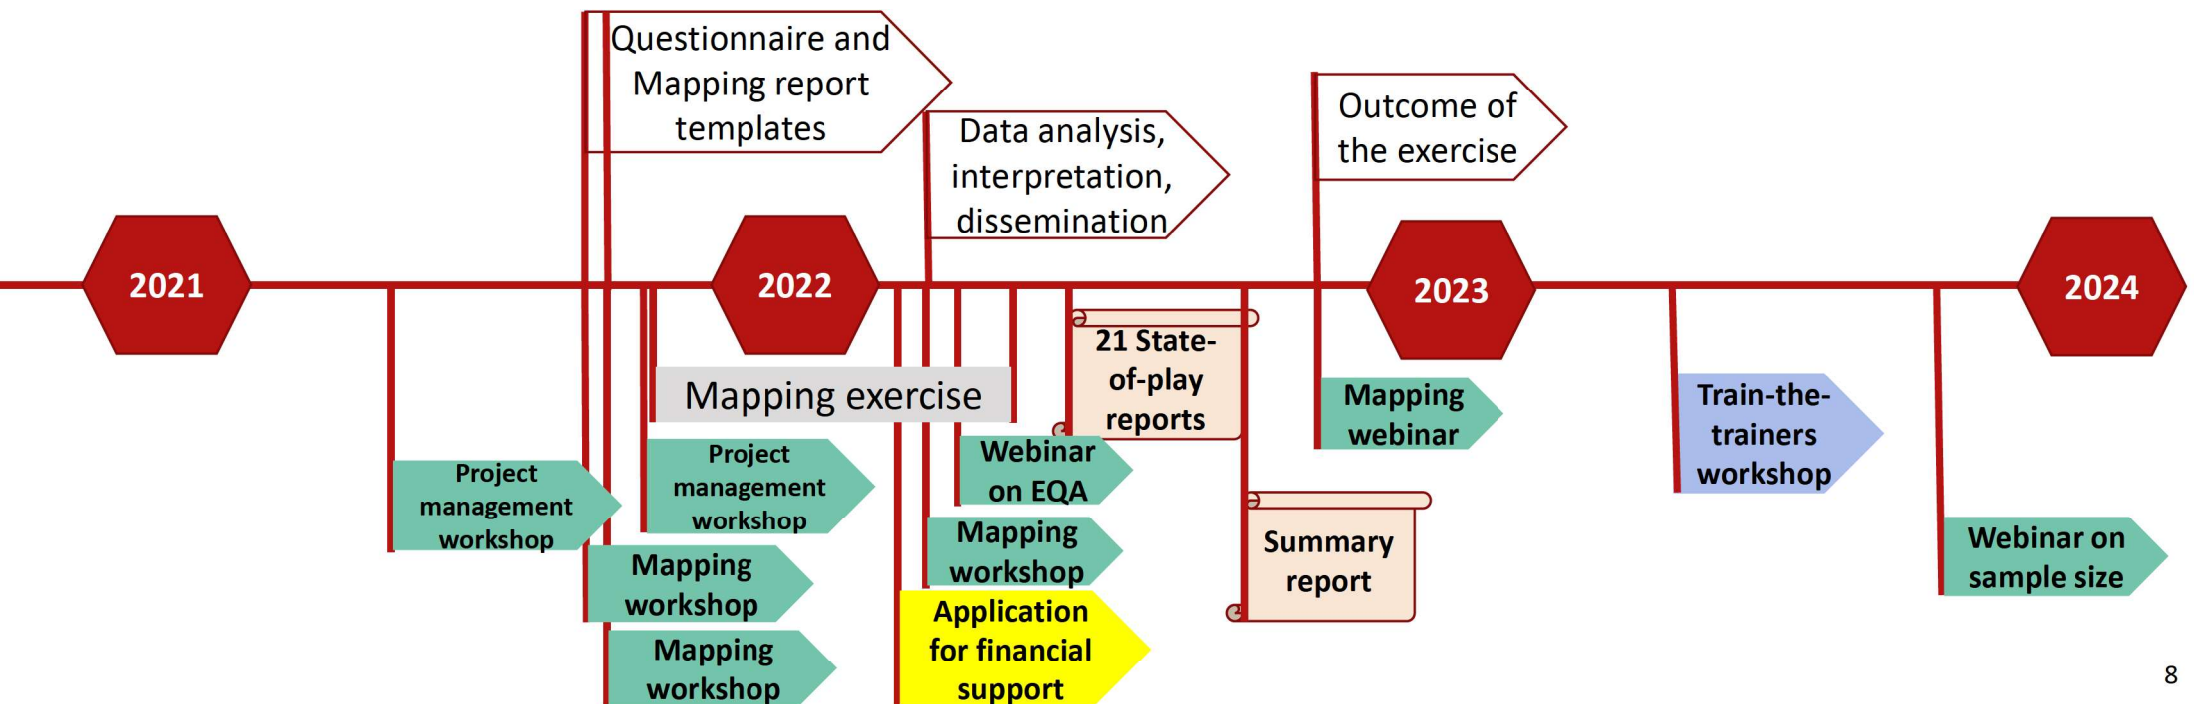 Questionnaire and
Mapping report
templates
Data analysis,
interpretation,
dissemination
Outcome of
the exercise
2021
2022
2023
2024
Mapping exercise
21 State-
of-play
reports
Mapping
webinar
Train-the-
trainers
workshop
Project
management
workshop
Project
management
workshop
Webinar
on EQA
Mapping
workshop
Mapping
workshop
Summary
report
Webinar on
sample size
Application
for financial
support
Mapping
workshop
8